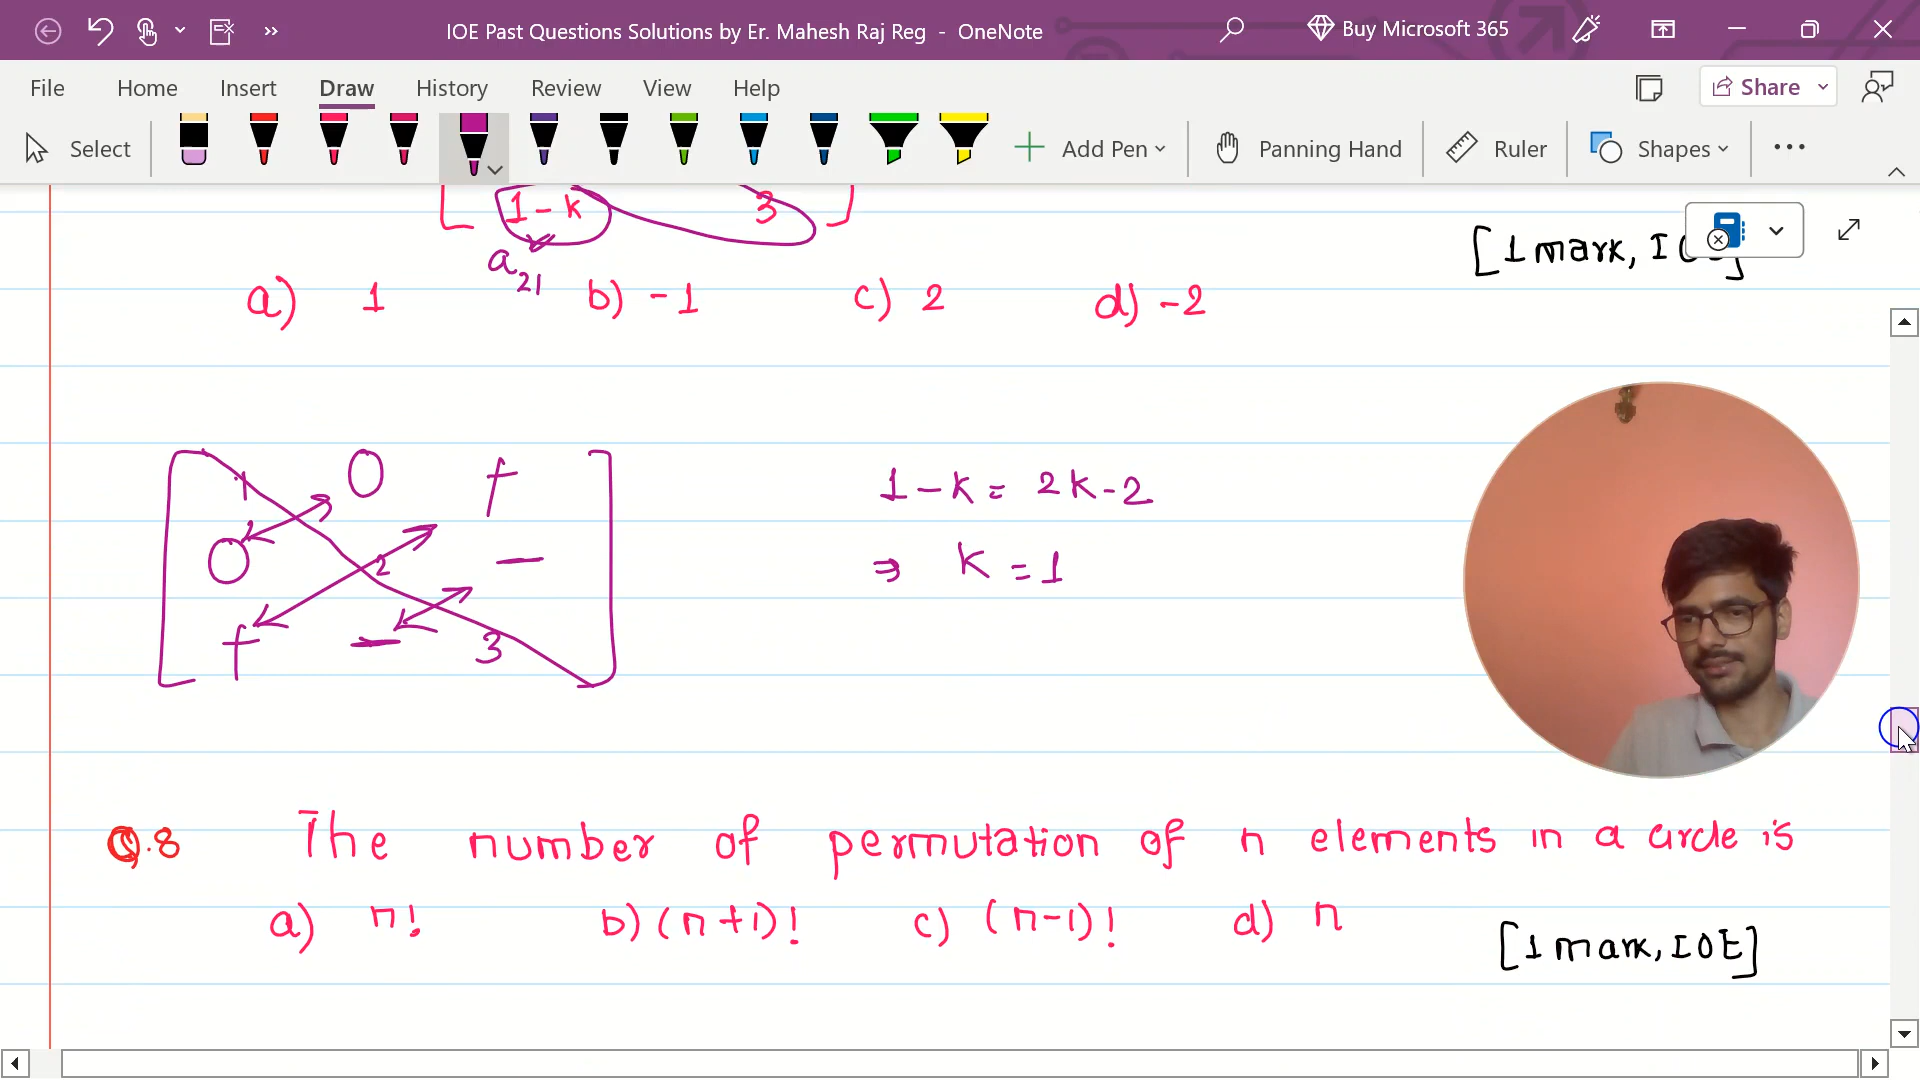 IOE Past Questions Solutions by Er. Mahesh Raj Reg - OneNote
Buy Microsoft 365
File Home Insert Draw History Review View Help
Share
Select
Add Pen
Panning Hand
Ruler
Shapes
1-k 3
a21
[1 mark, IO
a) 1 b) -1 c) 2 d) -2
1 0 f
0 2 -
f - 3
1-k = 2k-2
⇒ k = 1
Q.8 The number of permutation of n elements in a circle is
a) n! b) (n+1)! c) (n-1)! d) n
[1 mark, IOE]